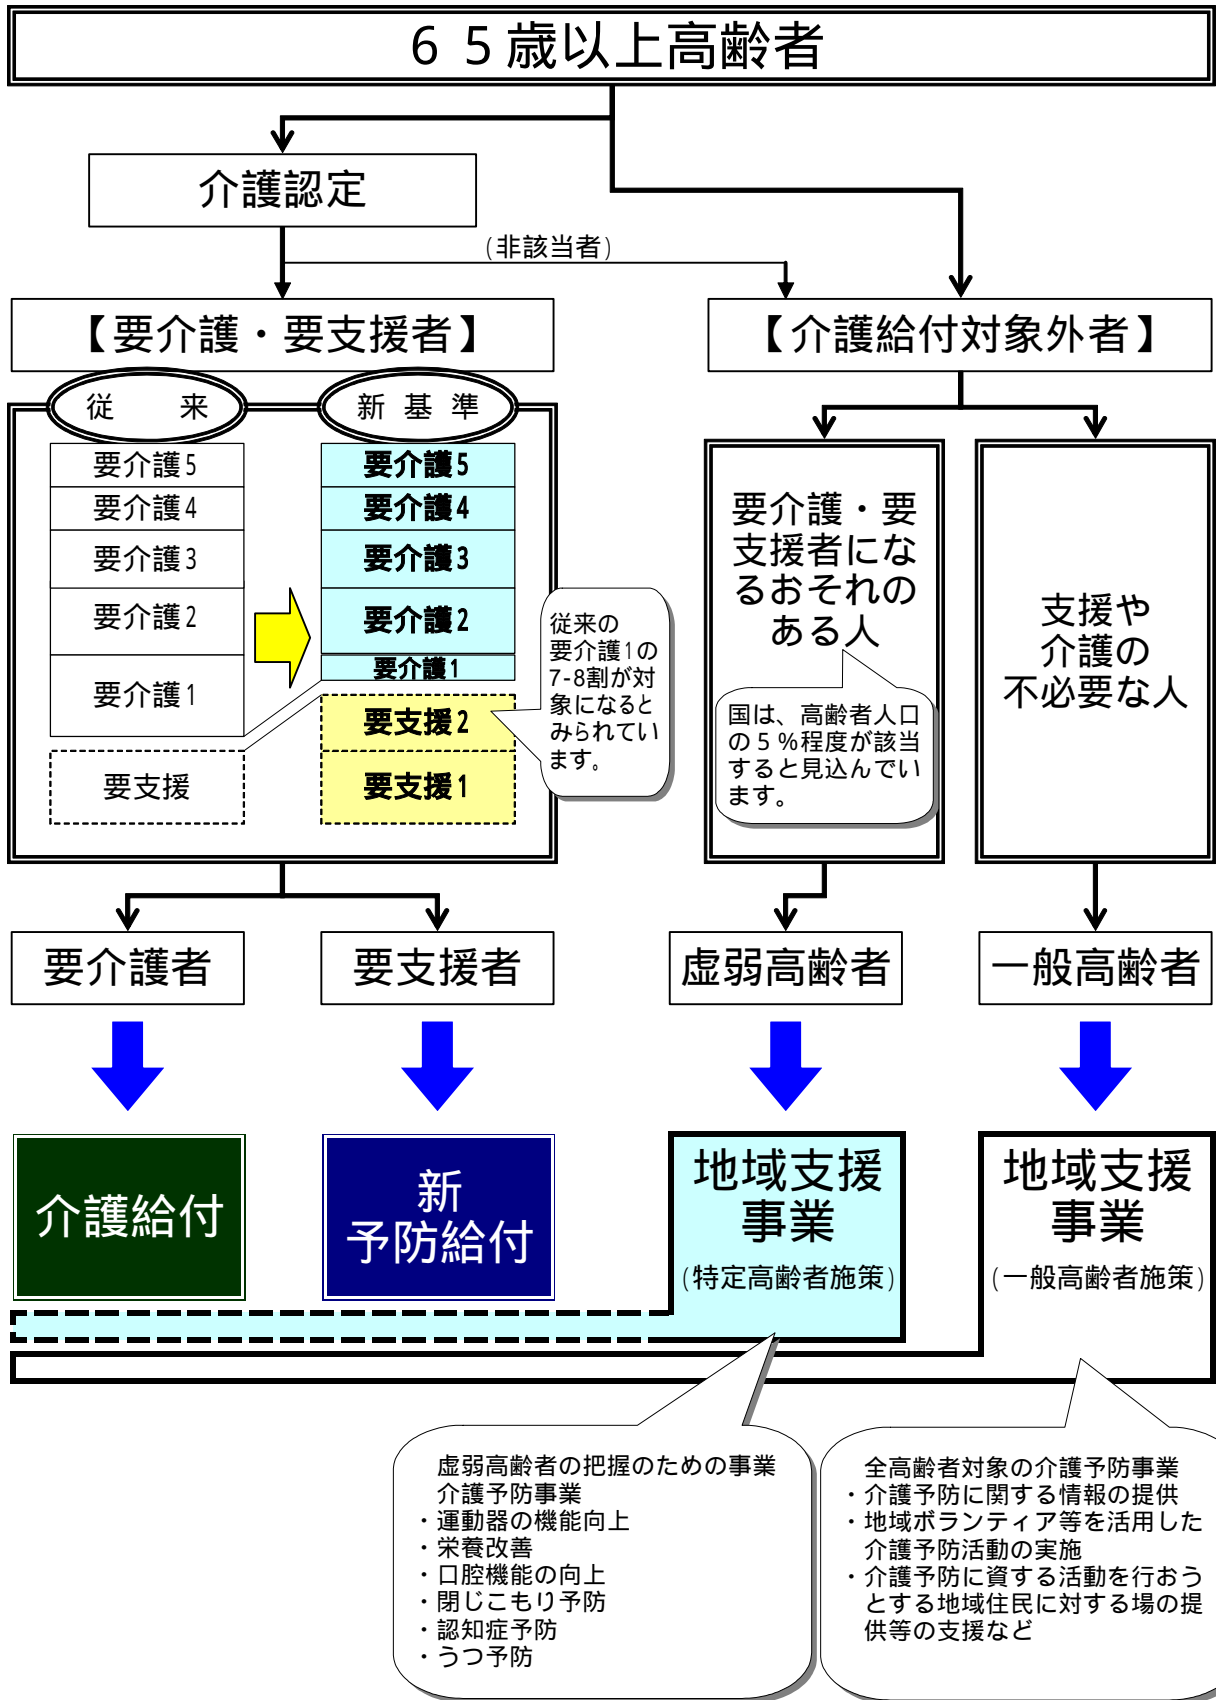 ６５歳以上高齢者
介護認定
(非該当者)
【要介護・要支援者】
【介護給付対象外者】
従　来
新基準
要介護5
要介護4
要介護3
要介護2
要介護1
要支援
要介護5
要介護4
要介護3
要介護2
要介護1
要支援2
要支援1
従来の
要介護1の
7-8割が対
象になると
みられてい
ます。
要介護・要
支援者にな
るおそれの
ある人
国は、高齢者人口
の５%程度が該当
すると見込んでい
ます。
支援や
介護の
不必要な人
要介護者
要支援者
虚弱高齢者
一般高齢者
介護給付
新
予防給付
地域支援
事業
(特定高齢者施策)
地域支援
事業
(一般高齢者施策)
虚弱高齢者の把握のための事業
介護予防事業
・運動器の機能向上
・栄養改善
・口腔機能の向上
・閉じこもり予防
・認知症予防
・うつ予防
全高齢者対象の介護予防事業
・介護予防に関する情報の提供
・地域ボランティア等を活用した
介護予防活動の実施
・介護予防に資する活動を行おう
とする地域住民に対する場の提
供等の支援など